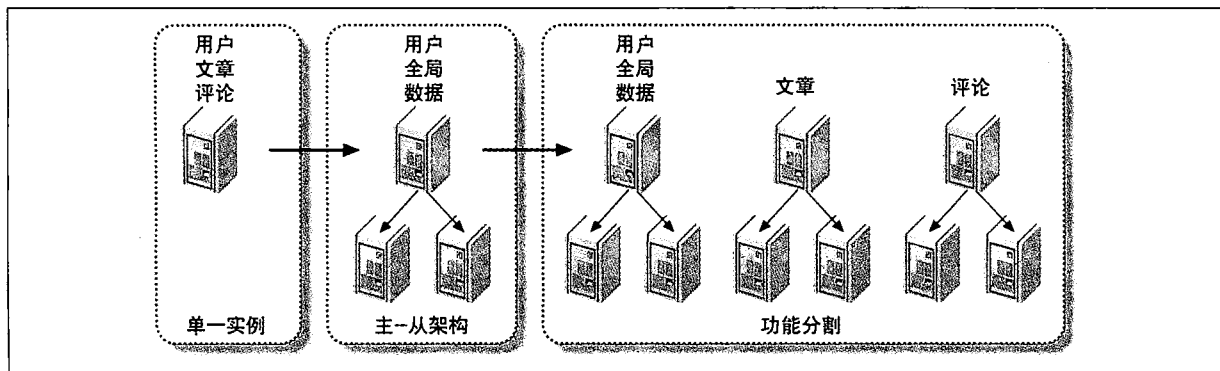 用户
文章
评论
单一实例
用户
全局
数据
主--从架构
用户
全局
数据
文章
评论
功能分割